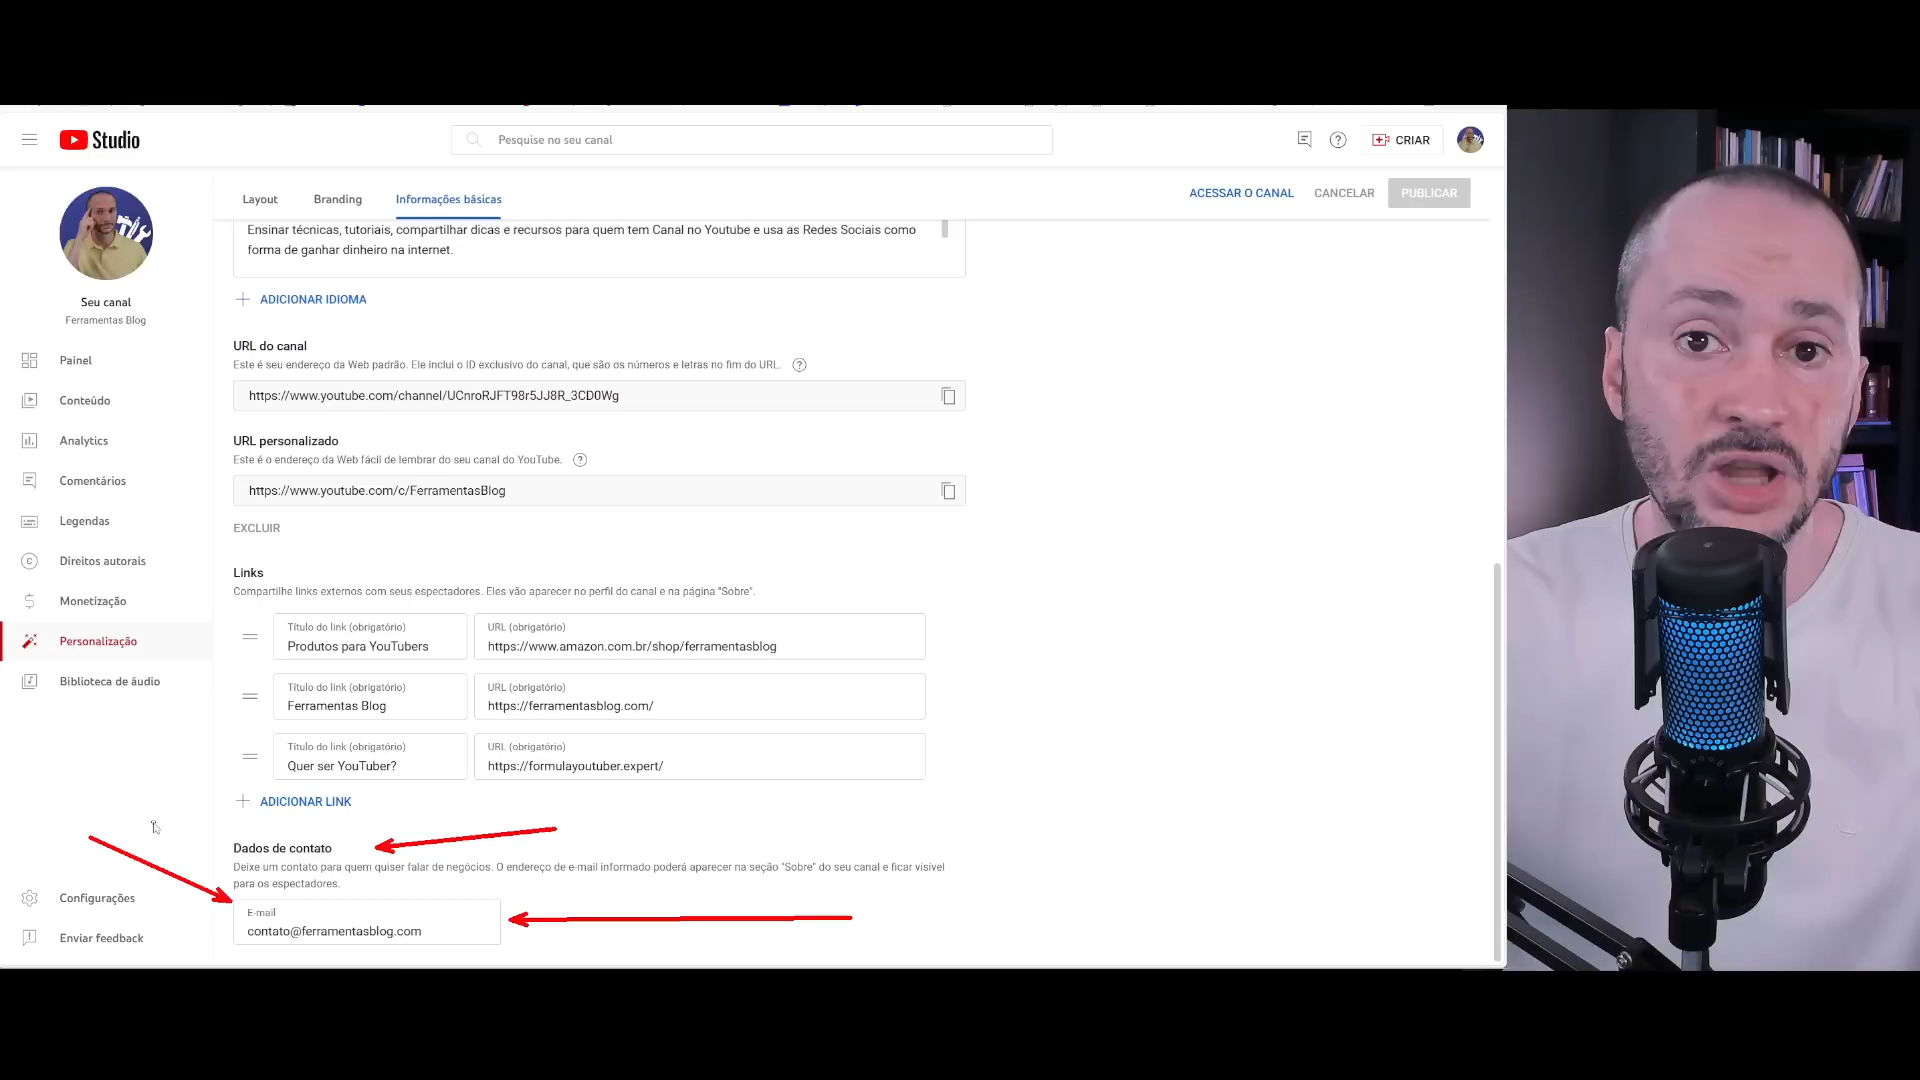 Studio
Pesquise no seu canal
CRIAR
Layout
Branding
Informações básicas
ACESSAR O CANAL
CANCELAR
PUBLICAR
Seu canal
Ferramentas Blog
Painel
Conteúdo
Analytics
Comentários
Legendas
Direitos autorais
Monetização
Personalização
Biblioteca de áudio
Configurações
Enviar feedback
Ensinar técnicas, tutoriais, compartilhar dicas e recursos para quem tem Canal no Youtube e usa as Redes Sociais como
forma de ganhar dinheiro na internet.
ADICIONAR IDIOMA
URL do canal
Este é seu endereço da Web padrão. Ele inclui o ID exclusivo do canal, que são os números e letras no fim do URL.
https://www.youtube.com/channel/UCnroRJFT98r5JJ8R_3CD0Wg
URL personalizado
Este é o endereço da Web fácil de lembrar do seu canal do YouTube.
https://www.youtube.com/c/FerramentasBlog
EXCLUIR
Links
Compartilhe links externos com seus espectadores. Eles vão aparecer no perfil do canal e na página "Sobre".
Título do link (obrigatório)
Produtos para YouTubers
URL (obrigatório)
https://www.amazon.com.br/shop/ferramentasblog
Título do link (obrigatório)
Ferramentas Blog
URL (obrigatório)
https://ferramentasblog.com/
Título do link (obrigatório)
Quer ser YouTuber?
URL (obrigatório)
https://formulayoutuber.expert/
ADICIONAR LINK
Dados de contato
Deixe um contato para quem quiser falar de negócios. O endereço de e-mail informado poderá aparecer na seção "Sobre" do seu canal e ficar visível
para os espectadores.
E-mail
contato@ferramentasblog.com